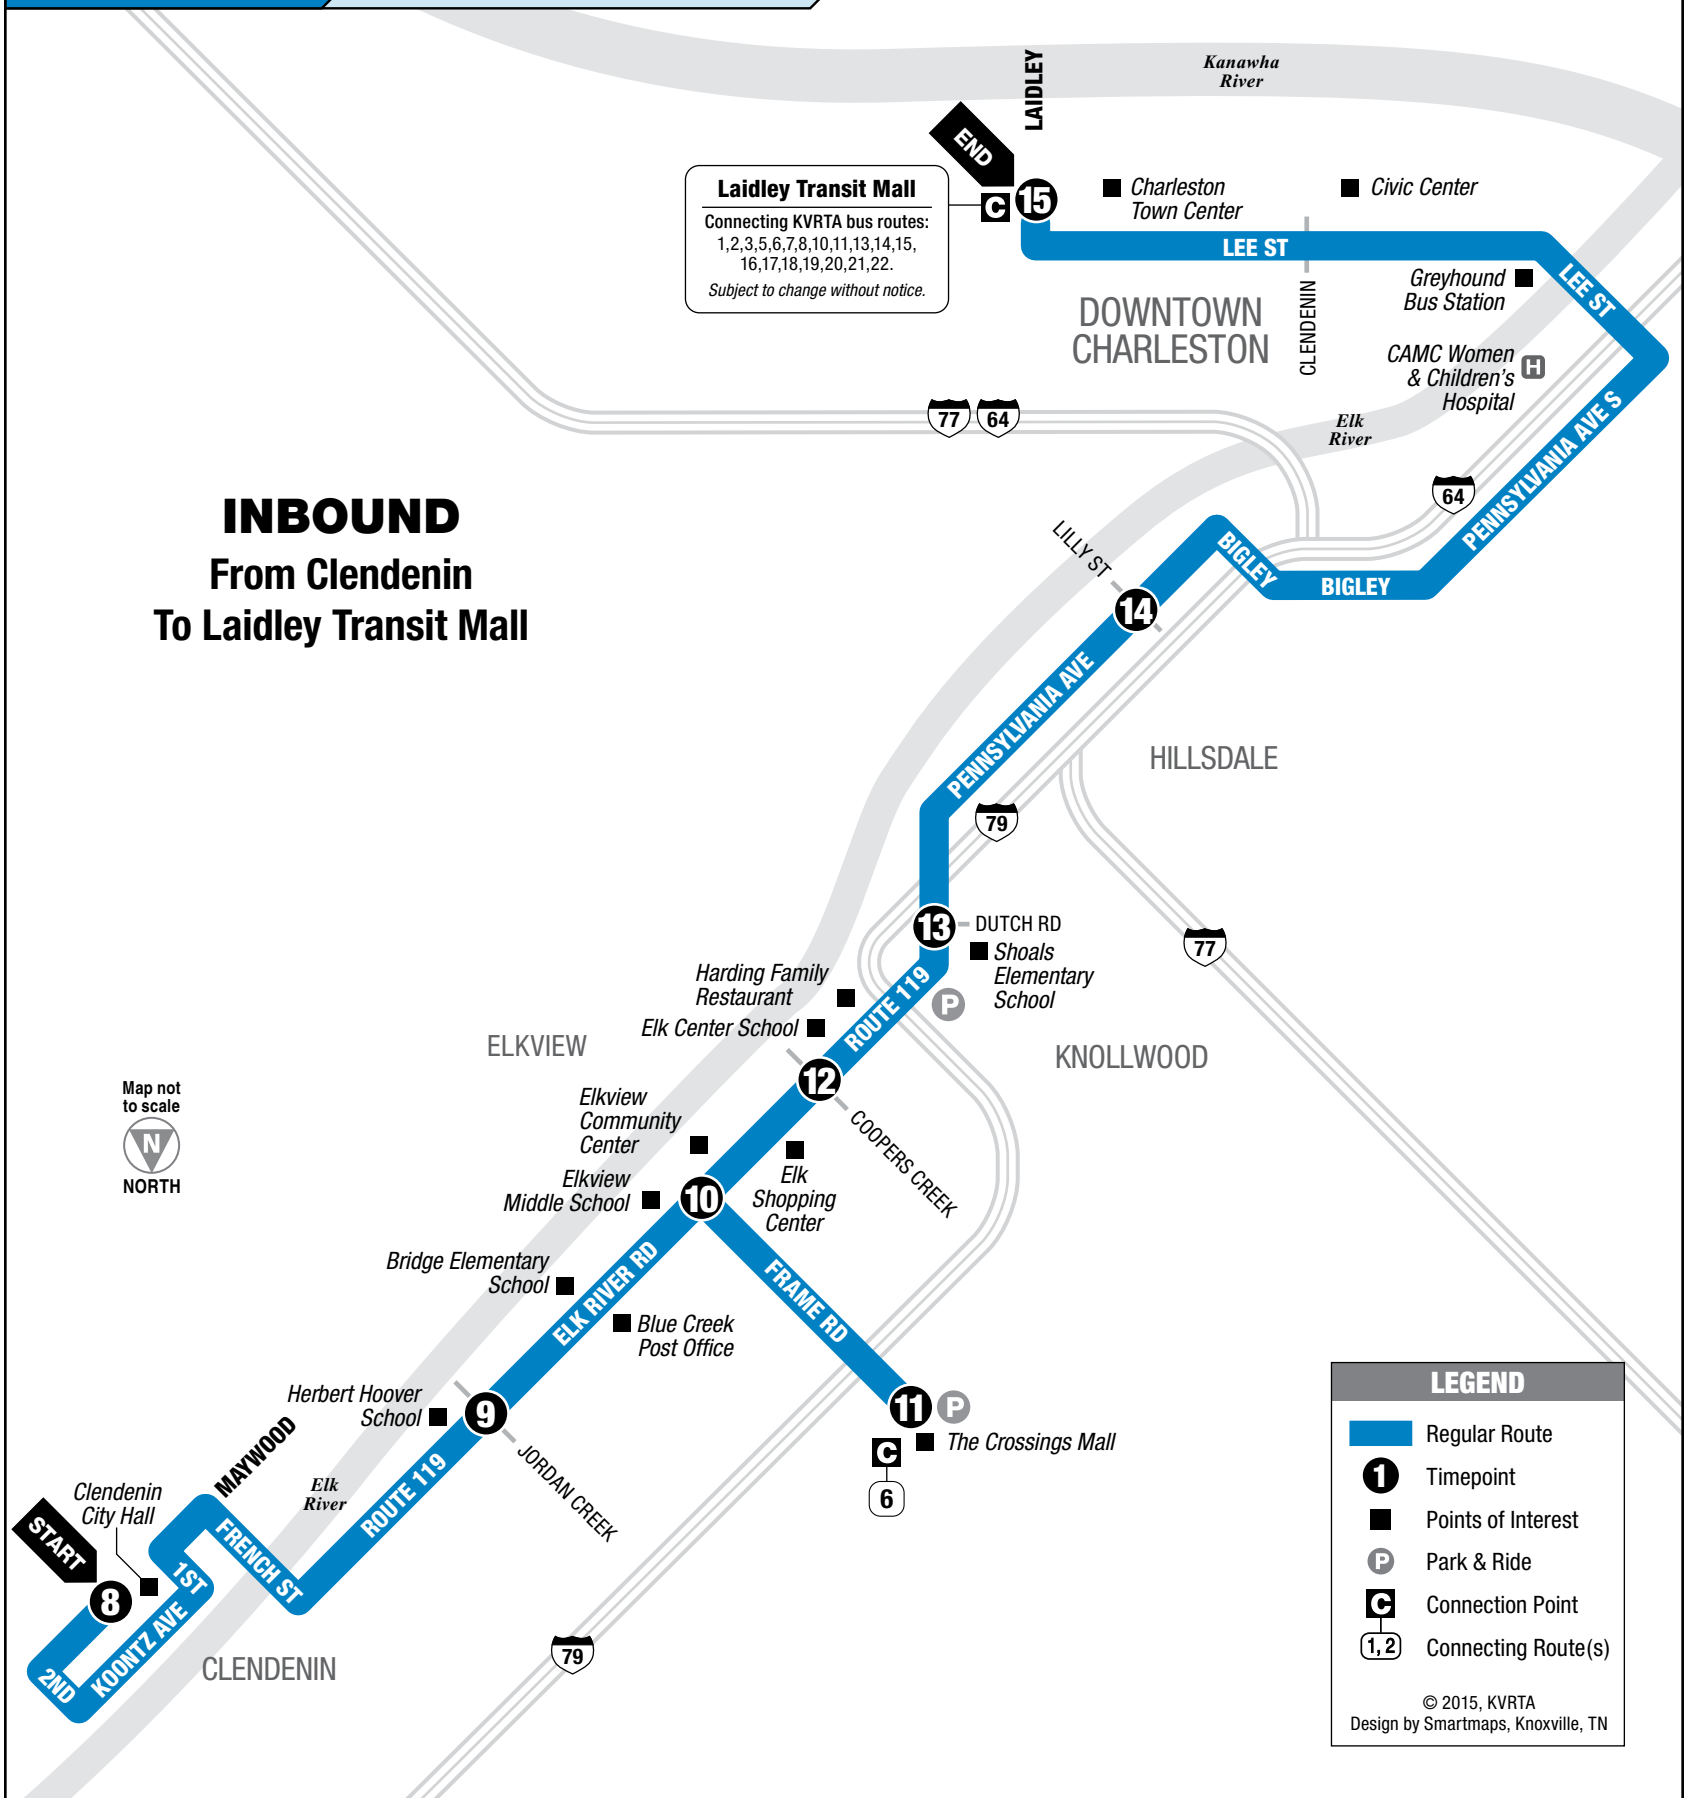 Kanawha
River
LAIDLEY
END
Laidley Transit Mall
Connecting KVRTA bus routes:
1,2,3,5,6,7,8,10,11,13,14,15,
16,17,18,19,20,21,22.
Subject to change without notice.
C
15
Charleston
Town Center
Civic Center
LEE ST
LEE ST
CLENDENIN
Greyhound
Bus Station
DOWNTOWN
CHARLESTON
CAMC Women
& Children's
Hospital
H
77
64
Elk
River
PENNSYLVANIA AVE S
64
INBOUND
From Clendenin
To Laidley Transit Mall
LILLY ST
BIGLEY
BIGLEY
14
PENNSYLVANIA AVE
HILLSDALE
79
13
DUTCH RD
Shoals
Elementary
School
77
Harding Family
Restaurant
Elk Center School
ROUTE 119
P
ELKVIEW
KNOLLWOOD
12
COOPERS CREEK
Map not
to scale
N
NORTH
Elkview
Community
Center
Elkview
Middle School
10
Elk
Shopping
Center
Bridge Elementary
School
ELK RIVER RD
FRAME RD
Blue Creek
Post Office
Herbert Hoover
School
9
JORDAN CREEK
11
P
The Crossings Mall
C
6
MAYWOOD
Elk
River
ROUTE 119
Clendenin
City Hall
START
8
1ST
FRENCH ST
KOONTZ AVE
2ND
CLENDENIN
79
LEGEND
Regular Route
1
Timepoint
Points of Interest
P
Park & Ride
C
Connection Point
1, 2
Connecting Route(s)
© 2015, KVRTA
Design by Smartmaps, Knoxville, TN